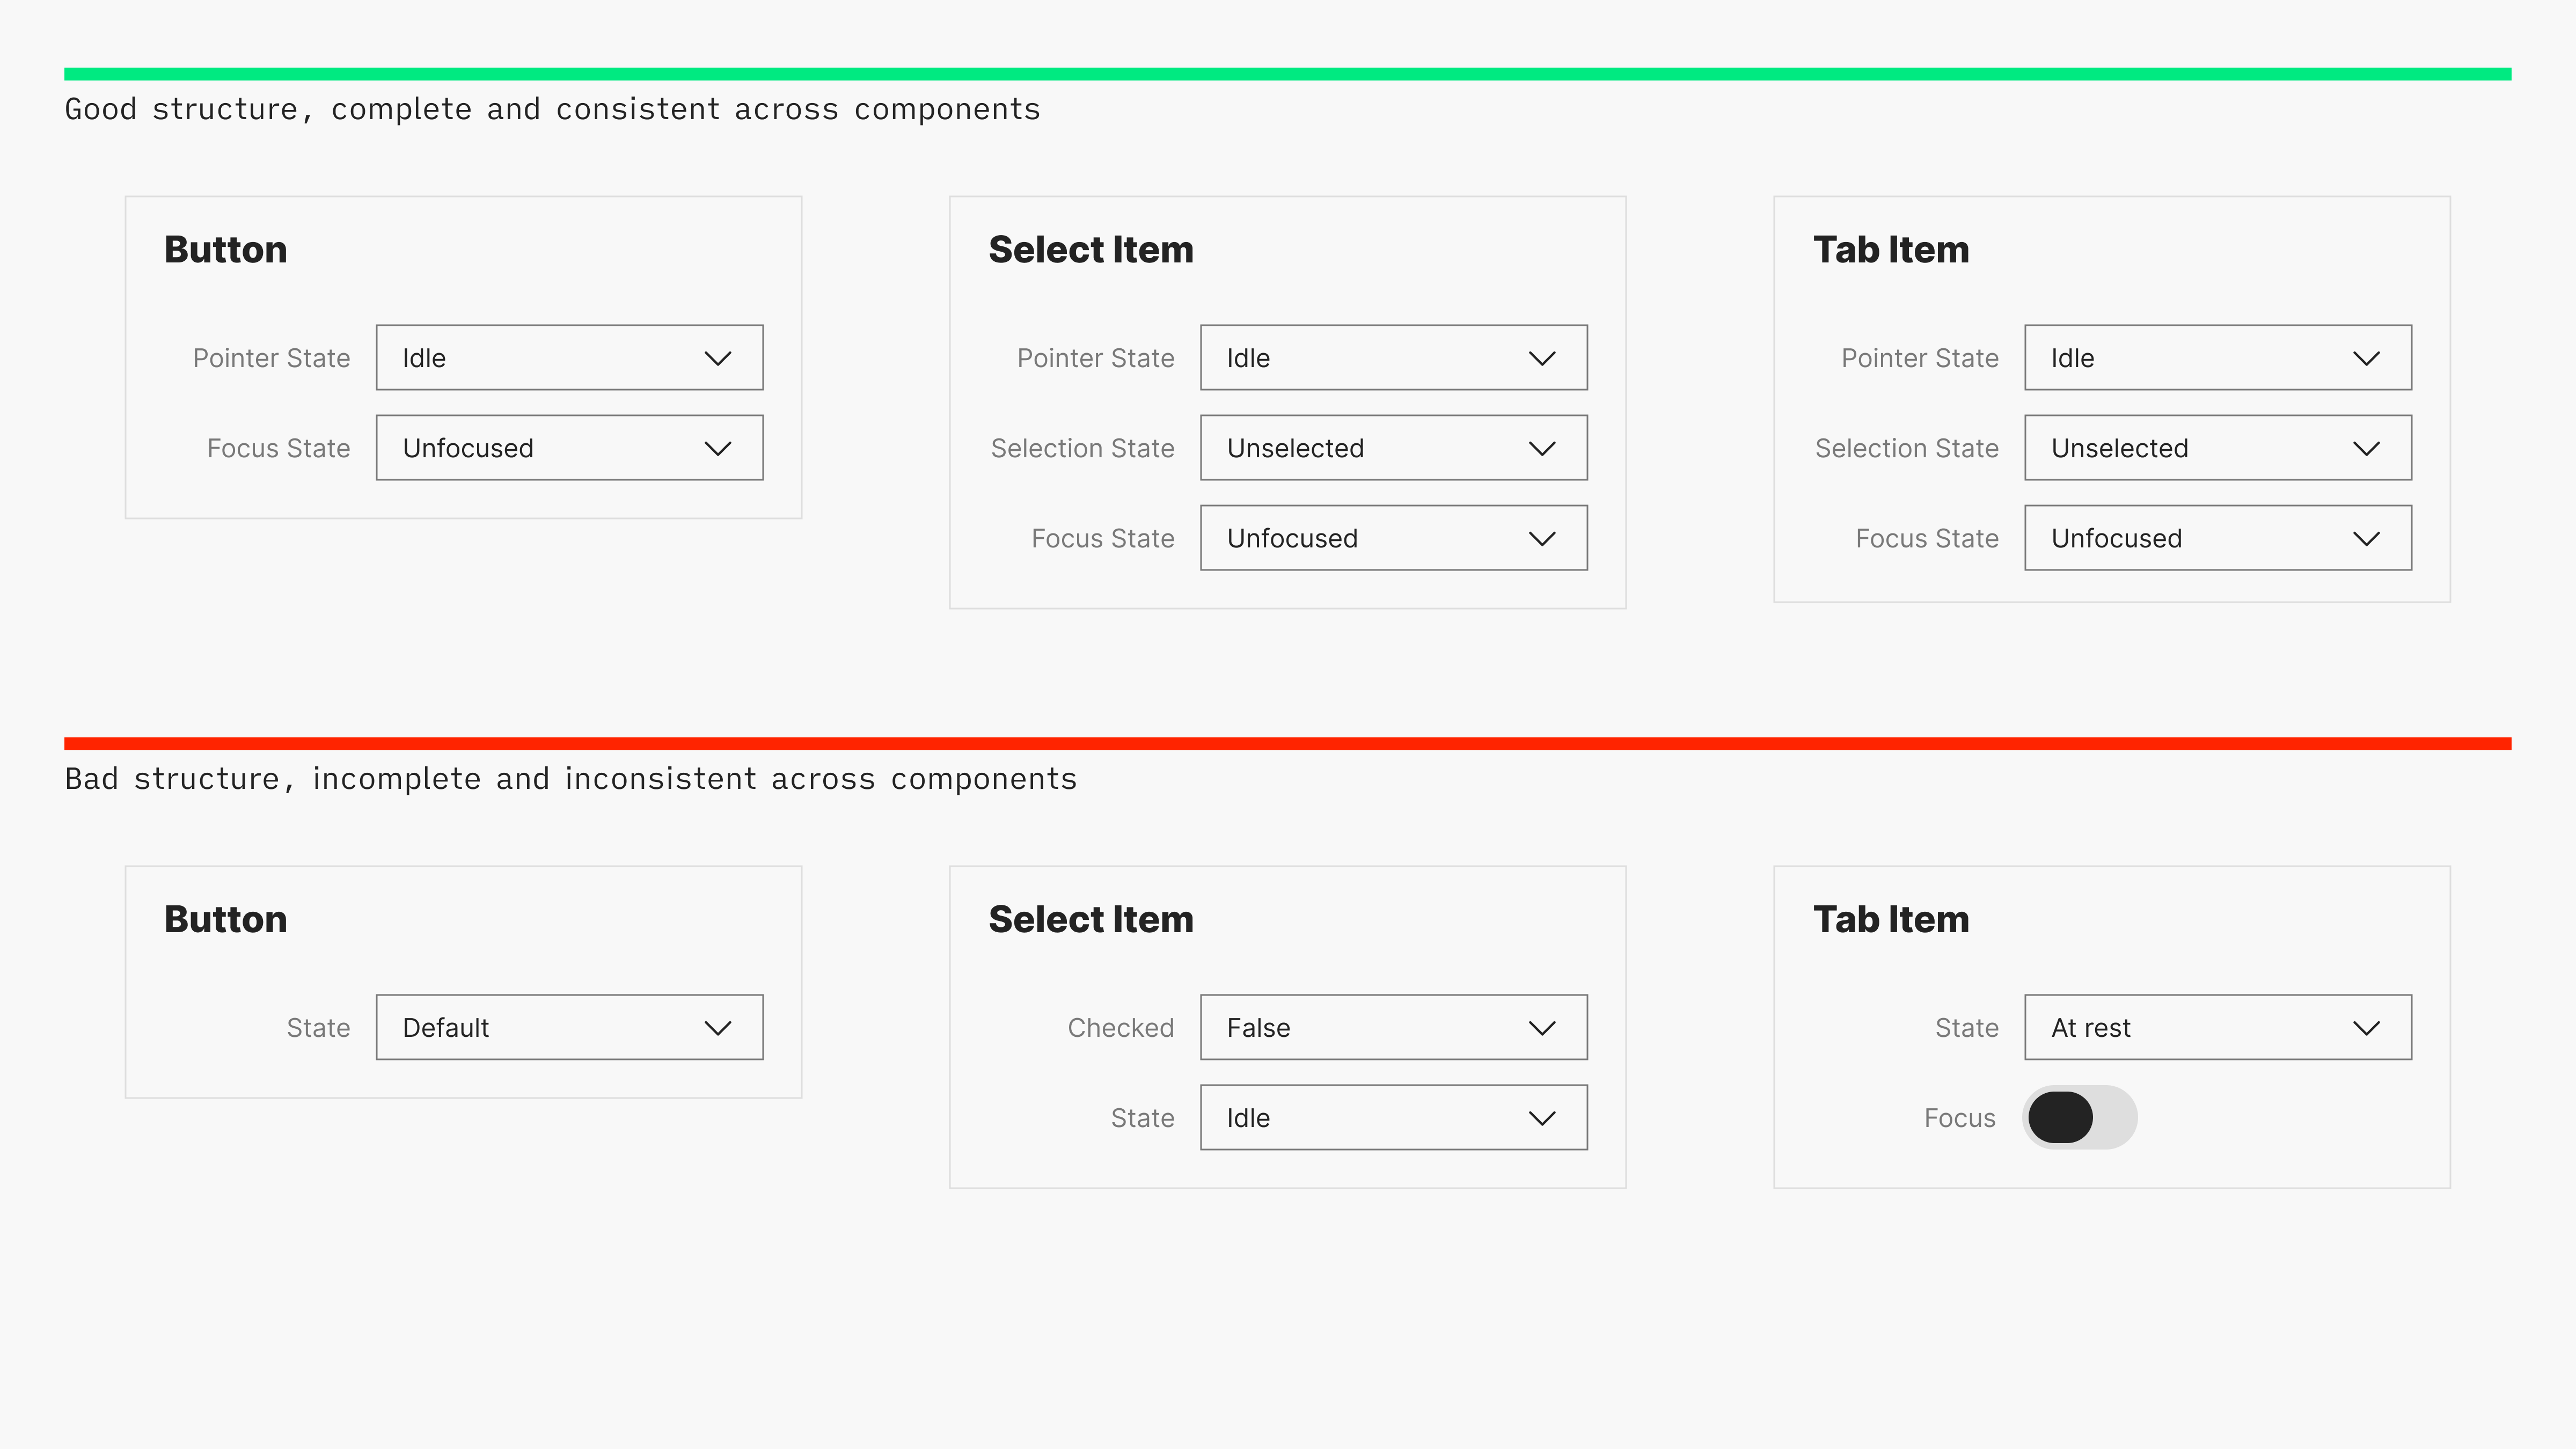 Good structure, complete and consistent across components
Button
Pointer State
Idle
Focus State
Unfocused
Select Item
Pointer State
Idle
Selection State
Unselected
Focus State
Unfocused
Tab Item
Pointer State
Idle
Selection State
Unselected
Focus State
Unfocused
Bad structure, incomplete and inconsistent across components
Button
State
Default
Select Item
Checked
False
State
Idle
Tab Item
State
At rest
Focus